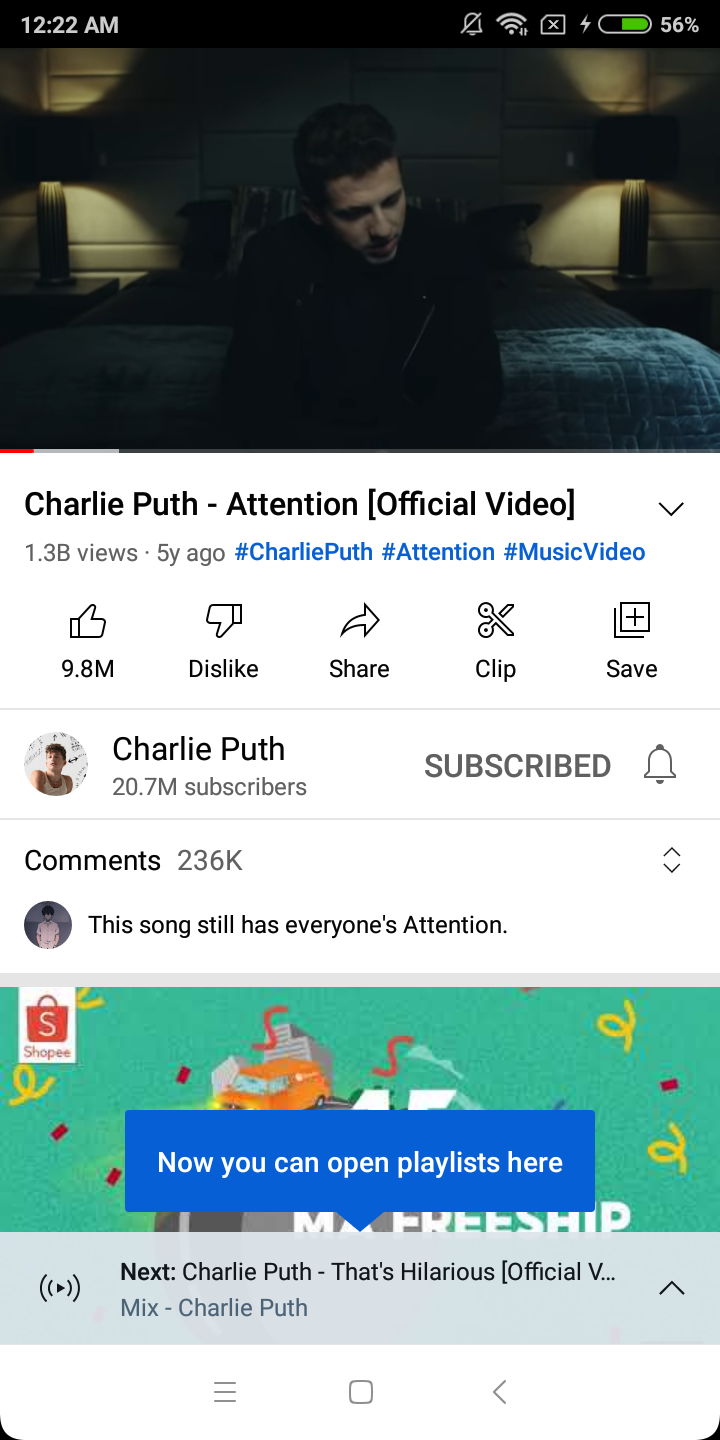 12:22 AM
56%
Charlie Puth - Attention [Official Video]
1.3B views · 5y ago #CharliePuth #Attention #MusicVideo
9.8M
Dislike
Share
Clip
Save
Charlie Puth
20.7M subscribers
SUBSCRIBED
Comments 236K
This song still has everyone's Attention.
S
Shopee
Now you can open playlists here
MÃ FREESHIP
Next: Charlie Puth - That's Hilarious [Official V...
Mix - Charlie Puth